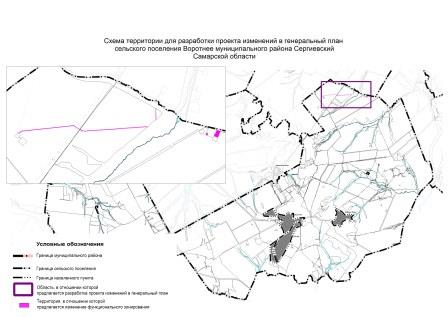 Схема территории для разработки проекта изменений в генеральный план
сельского поселения Воротнее муниципального района Сергиевский
Самарской области
Условные обозначения
Граница муниципального района
Граница сельского поселения
Граница населенного пункта
Область, в отношении которой
предлагается разработка проекта изменений в генеральный план
Территория, в отношении которой
предлагается изменение функционального зонирования